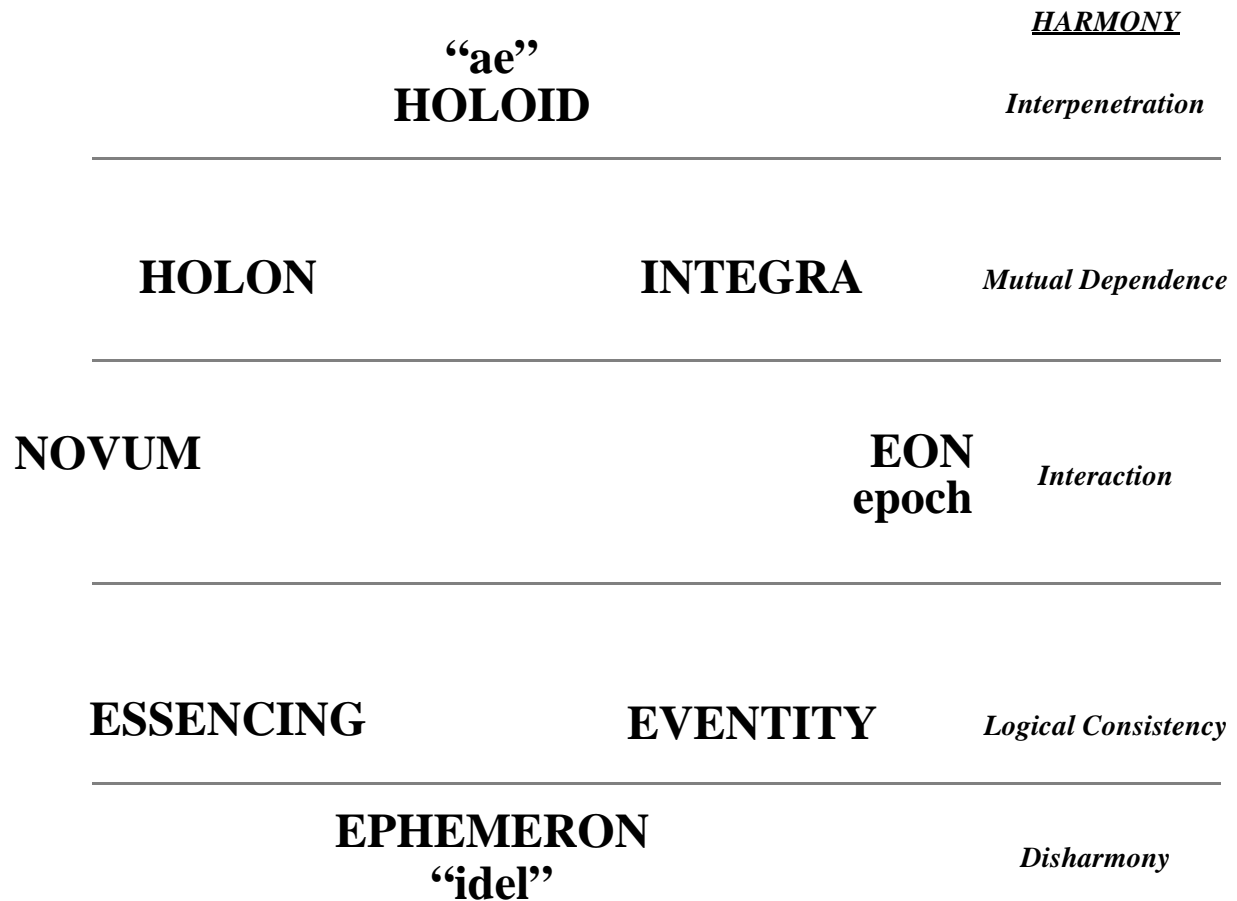 HARMONY
“ae”
HOLOID
Interpenetration
HOLON INTEGRA Mutual Dependence
NOVUM EON Interaction
epoch
ESSENCING EVENTITY Logical Consistency
EPHEMERON Disharmony
“idel”